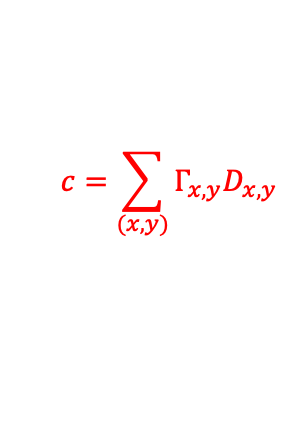 c = ∑_{(x,y)} Γ_{x,y} D_{x,y}